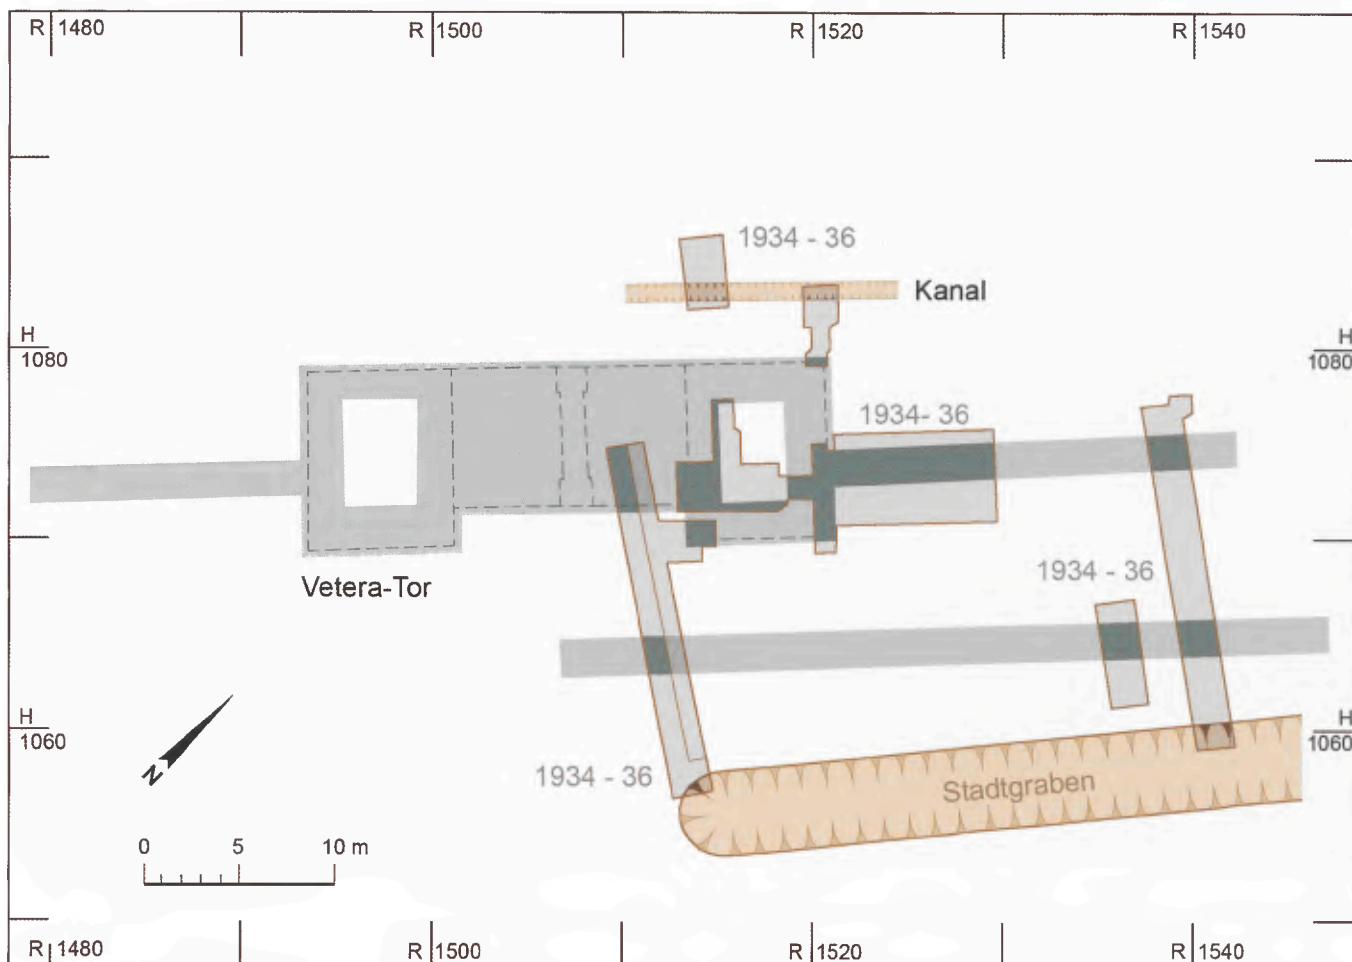 R 1480
R 1500
R 1520
R 1540
1934 - 36
Kanal
H
1080
H
1080
1934- 36
Vetera-Tor
1934 - 36
H
1060
H
1060
1934 - 36
Stadtgraben
N
0 5 10 m
R 1480
R 1500
R 1520
R 1540